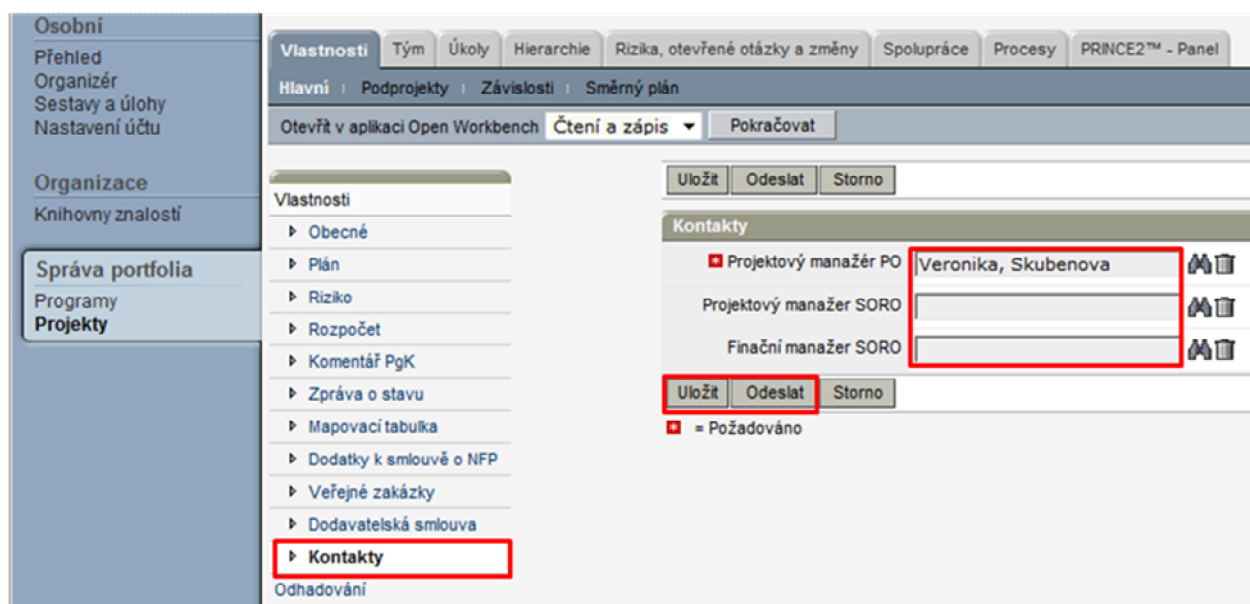 Osobní
Přehled
Organizér
Sestavy a úlohy
Nastavení účtu
Organizace
Knihovny znalostí
Správa portfolia
Programy
Projekty
Vlastnosti Tým Úkoly Hierarchie Rizika, otevřené otázky a změny Spolupráce Procesy PRINCE2™ - Panel
Hlavní Podprojekty Závislosti Směrný plán
Otevřít v aplikaci Open Workbench Čtení a zápis Pokračovat
Vlastnosti
Obecné
Plán
Riziko
Rozpočet
Komentář PgK
Zpráva o stavu
Mapovací tabulka
Dodatky k smlouvě o NFP
Veřejné zakázky
Dodavatelská smlouva
Kontakty
Odhadování
Uložit Odeslat Storno
Kontakty
Projektový manažér PO Veronika, Skubenova
Projektový manažer SORO
Finační manažer SORO
Uložit Odeslat Storno
= Požadováno